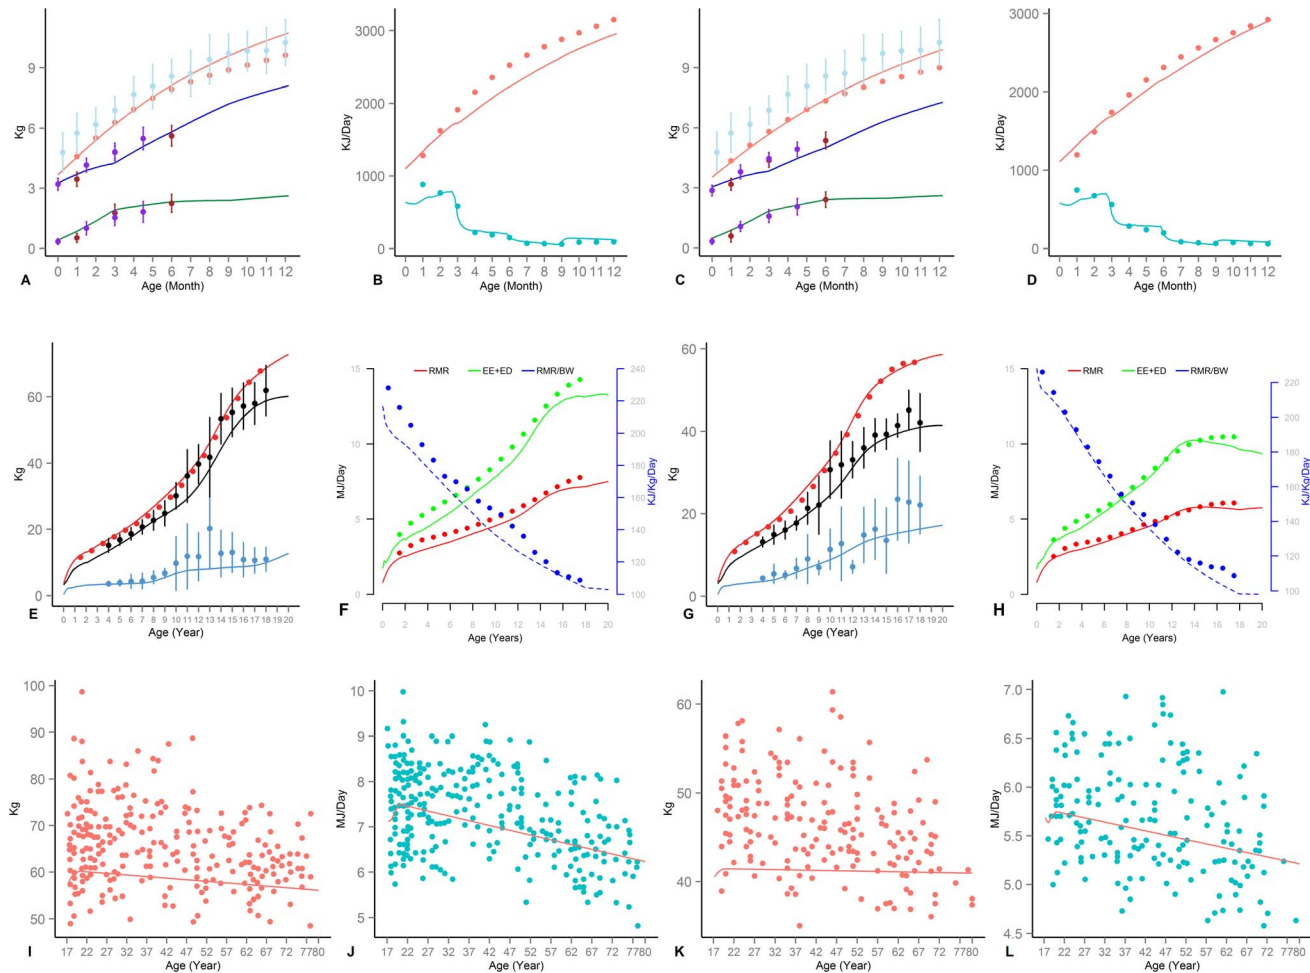 Kg
9
6
3
0
0 1 2 3 4 5 6 7 8 9 10 11 12
A
Age (Month)
KJ/Day
3000
2000
1000
0
0 1 2 3 4 5 6 7 8 9 10 11 12
B
Age (Month)
Kg
9
6
3
0
0 1 2 3 4 5 6 7 8 9 10 11 12
C
Age (Month)
KJ/Day
3000
2000
1000
0
0 1 2 3 4 5 6 7 8 9 10 11 12
D
Age (Month)
Kg
60
40
20
0
0 1 2 3 4 5 6 7 8 9 10 11 12 13 14 15 16 17 18 19 20
E
Age (Year)
RMR EE+ED RMR/BW
MJ/Day
15
10
5
0
240
220
200
180
160
140
120
100
KJ/Kg/Day
0 2 4 6 8 10 12 14 16 18 20
F
Age (Years)
Kg
60
40
20
0
0 1 2 3 4 5 6 7 8 9 10 11 12 13 14 15 16 17 18 19 20
G
Age (Year)
RMR EE+ED RMR/BW
MJ/Day
15
10
5
0
220
200
180
160
140
120
100
KJ/Kg/Day
0 2 4 6 8 10 12 14 16 18 20
H
Age (Years)
Kg
100
90
80
70
60
50
17 22 27 32 37 42 47 52 57 62 67 72 7780
I
Age (Year)
MJ/Day
10
9
8
7
6
5
17 22 27 32 37 42 47 52 57 62 67 72 7780
J
Age (Year)
Kg
60
50
40
17 22 27 32 37 42 47 52 57 62 67 72 7780
K
Age (Year)
MJ/Day
7.0
6.5
6.0
5.5
5.0
4.5
17 22 27 32 37 42 47 52 57 62 67 72 7780
L
Age (Year)